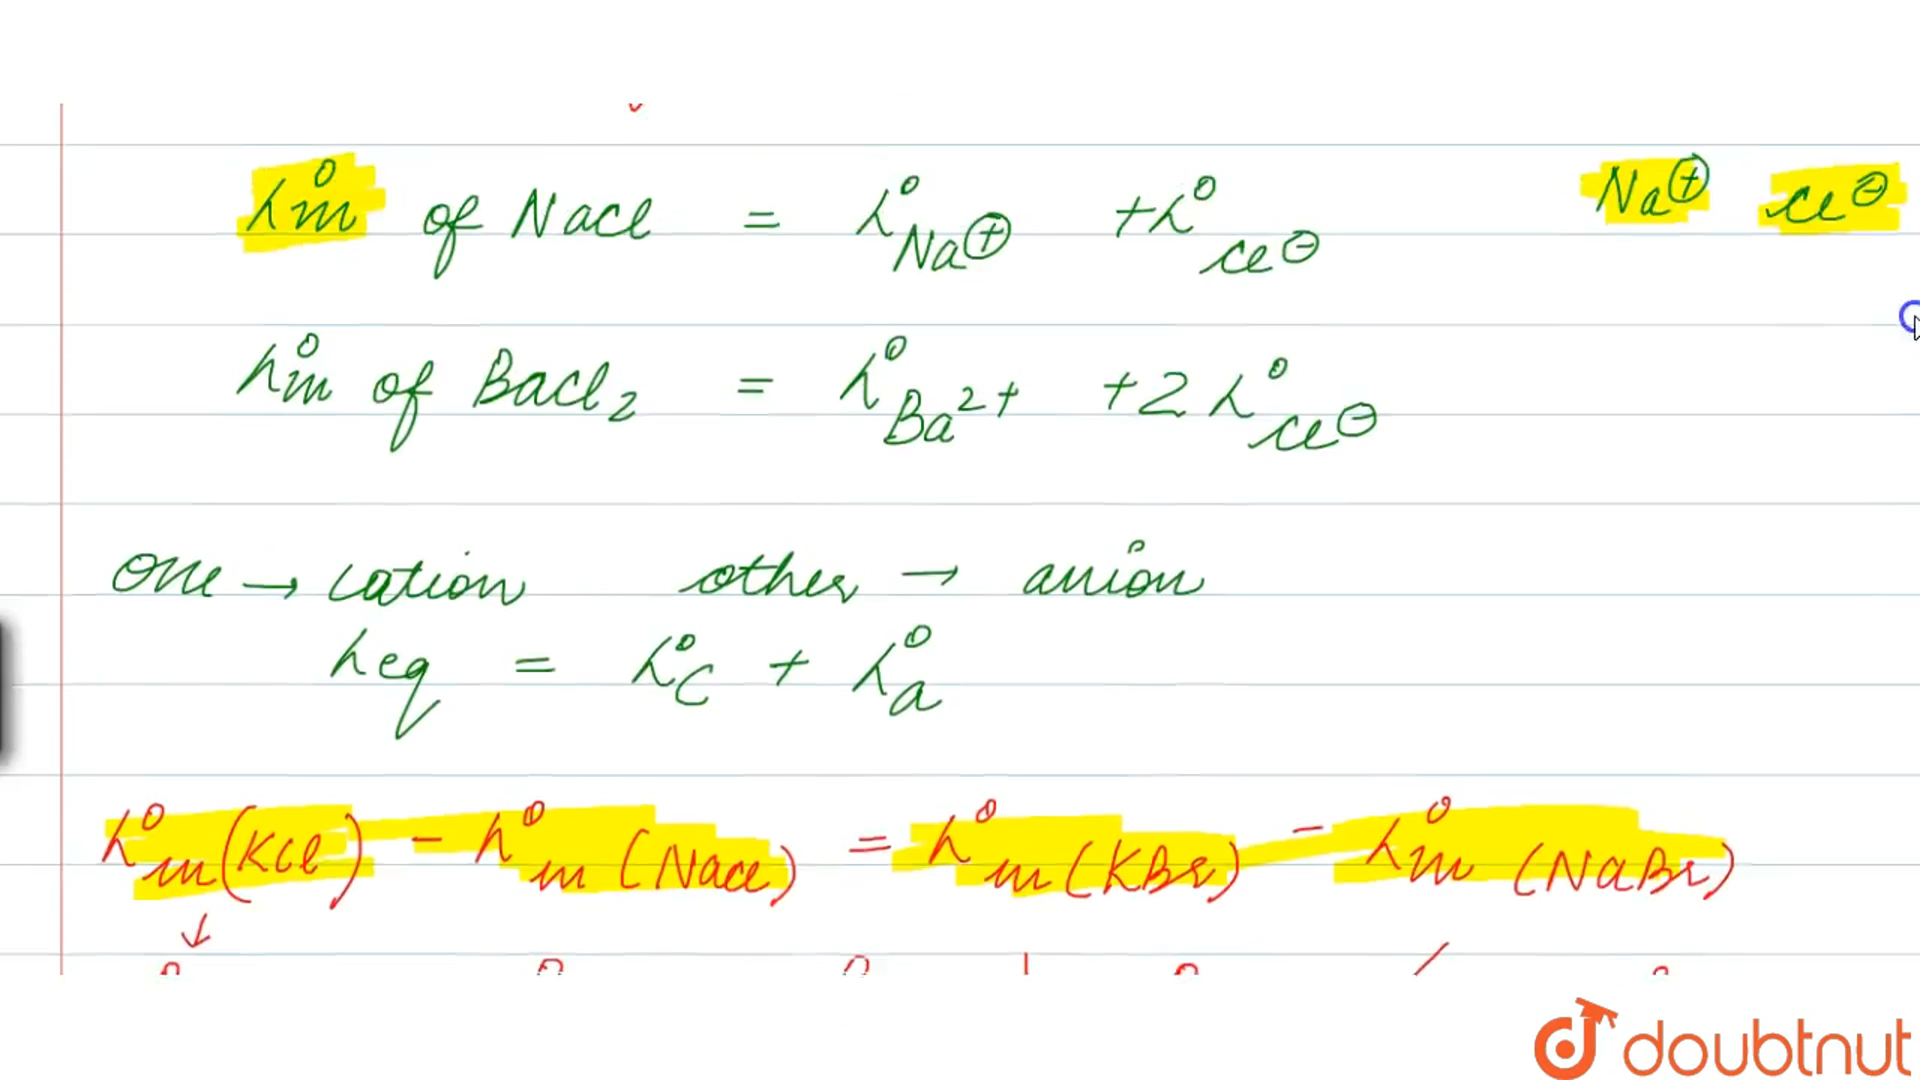 λ°m of NaCl = λ°Na⊕ + λ°Cl⊖ Na⊕ Cl⊖
λ°m of BaCl₂ = λ°Ba²⁺ + 2 λ°Cl⊖
One → cation other → anion
λeq = λ°C + λ°a
λ°m (KCl) - λ°m (NaCl) = λ°m (KBr) - λ°m (NaBr)
↓
doubtnut